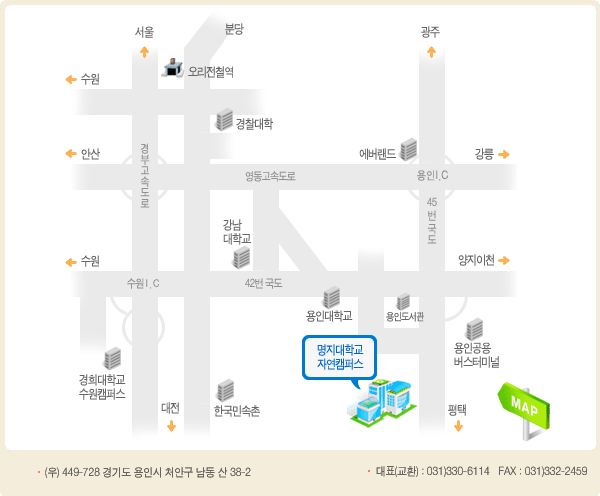 서울
분당
광주
오리전철역
수원
경찰대학
안산
에버랜드
강릉
경부고속도로
영동고속도로
용인I.C
45번 국도
강남
대학교
수원
양지이천
수원I.C
42번 국도
용인대학교
용인도서관
명지대학교
자연캠퍼스
용인공용
버스터미널
경희대학교
수원캠퍼스
대전
한국민속촌
평택
MAP
(우) 449-728 경기도 용인시 처안구 남동 산 38-2
대표(교환) : 031)330-6114 FAX : 031)332-2459